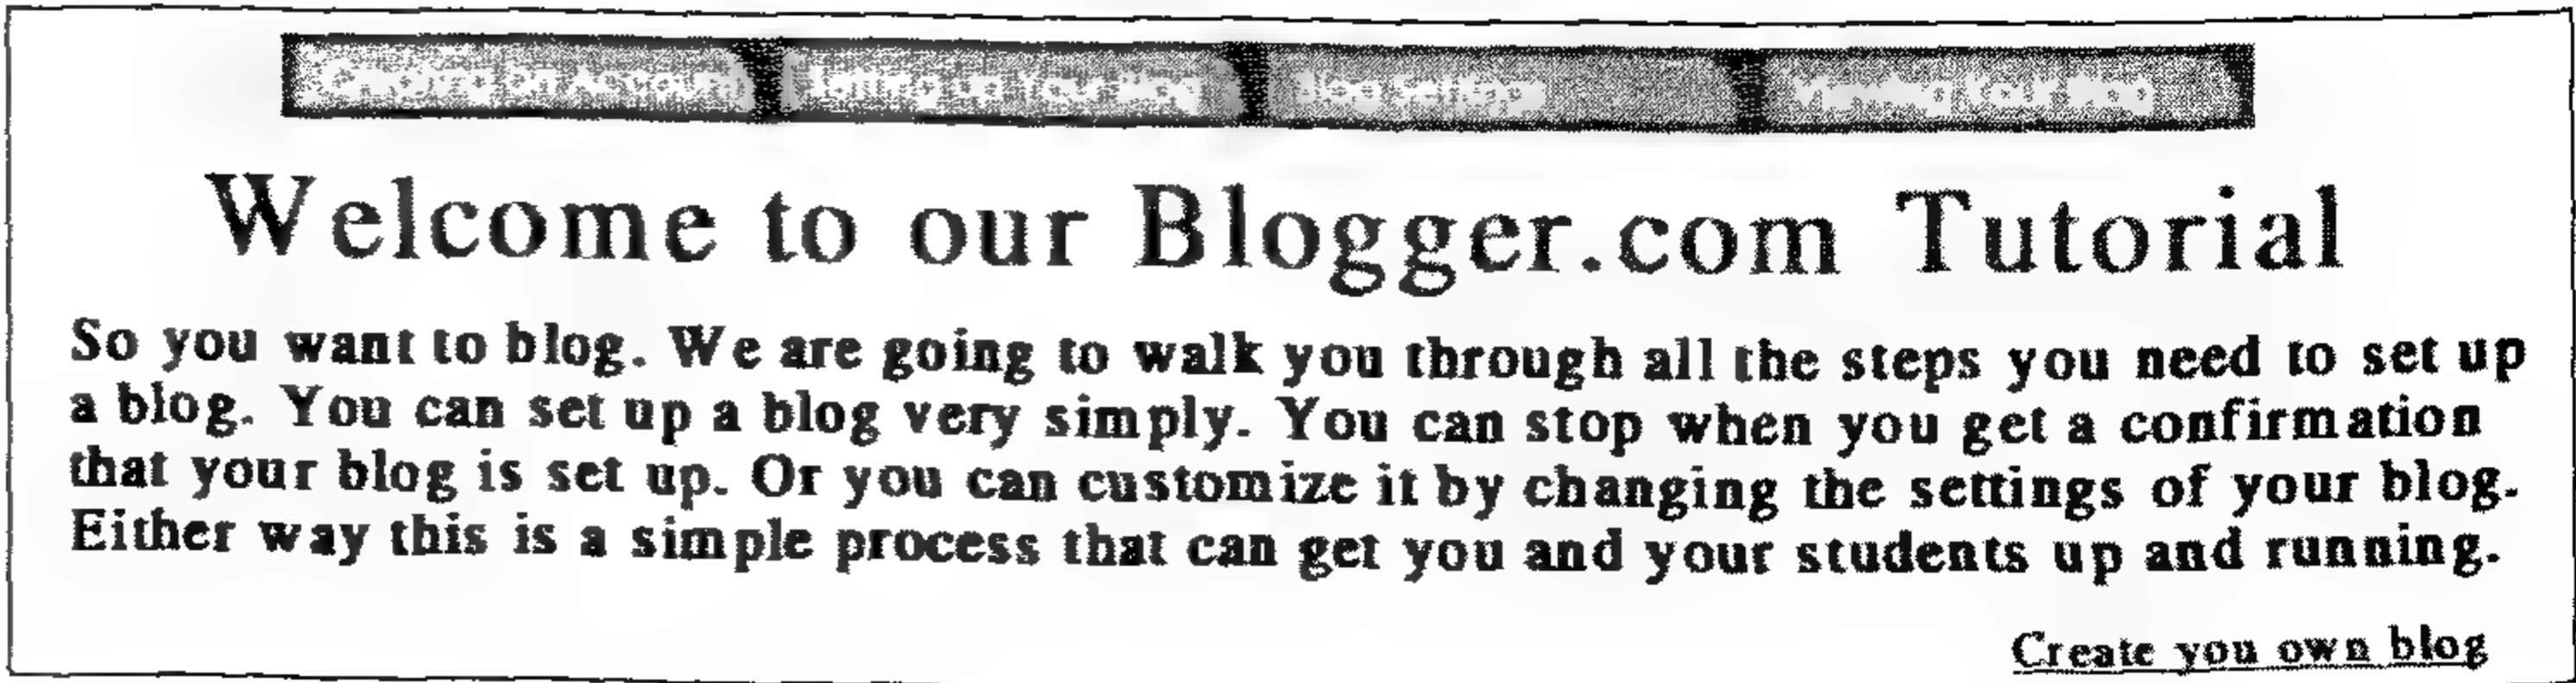 Viewing Your Blog
Welcome to our Blogger.com Tutorial
So you want to blog. We are going to walk you through all the steps you need to set up
a blog. You can set up a blog very simply. You can stop when you get a confirmation
that your blog is set up. Or you can customize it by changing the settings of your blog.
Either way this is a simple process that can get you and your students up and running.
Create you own blog